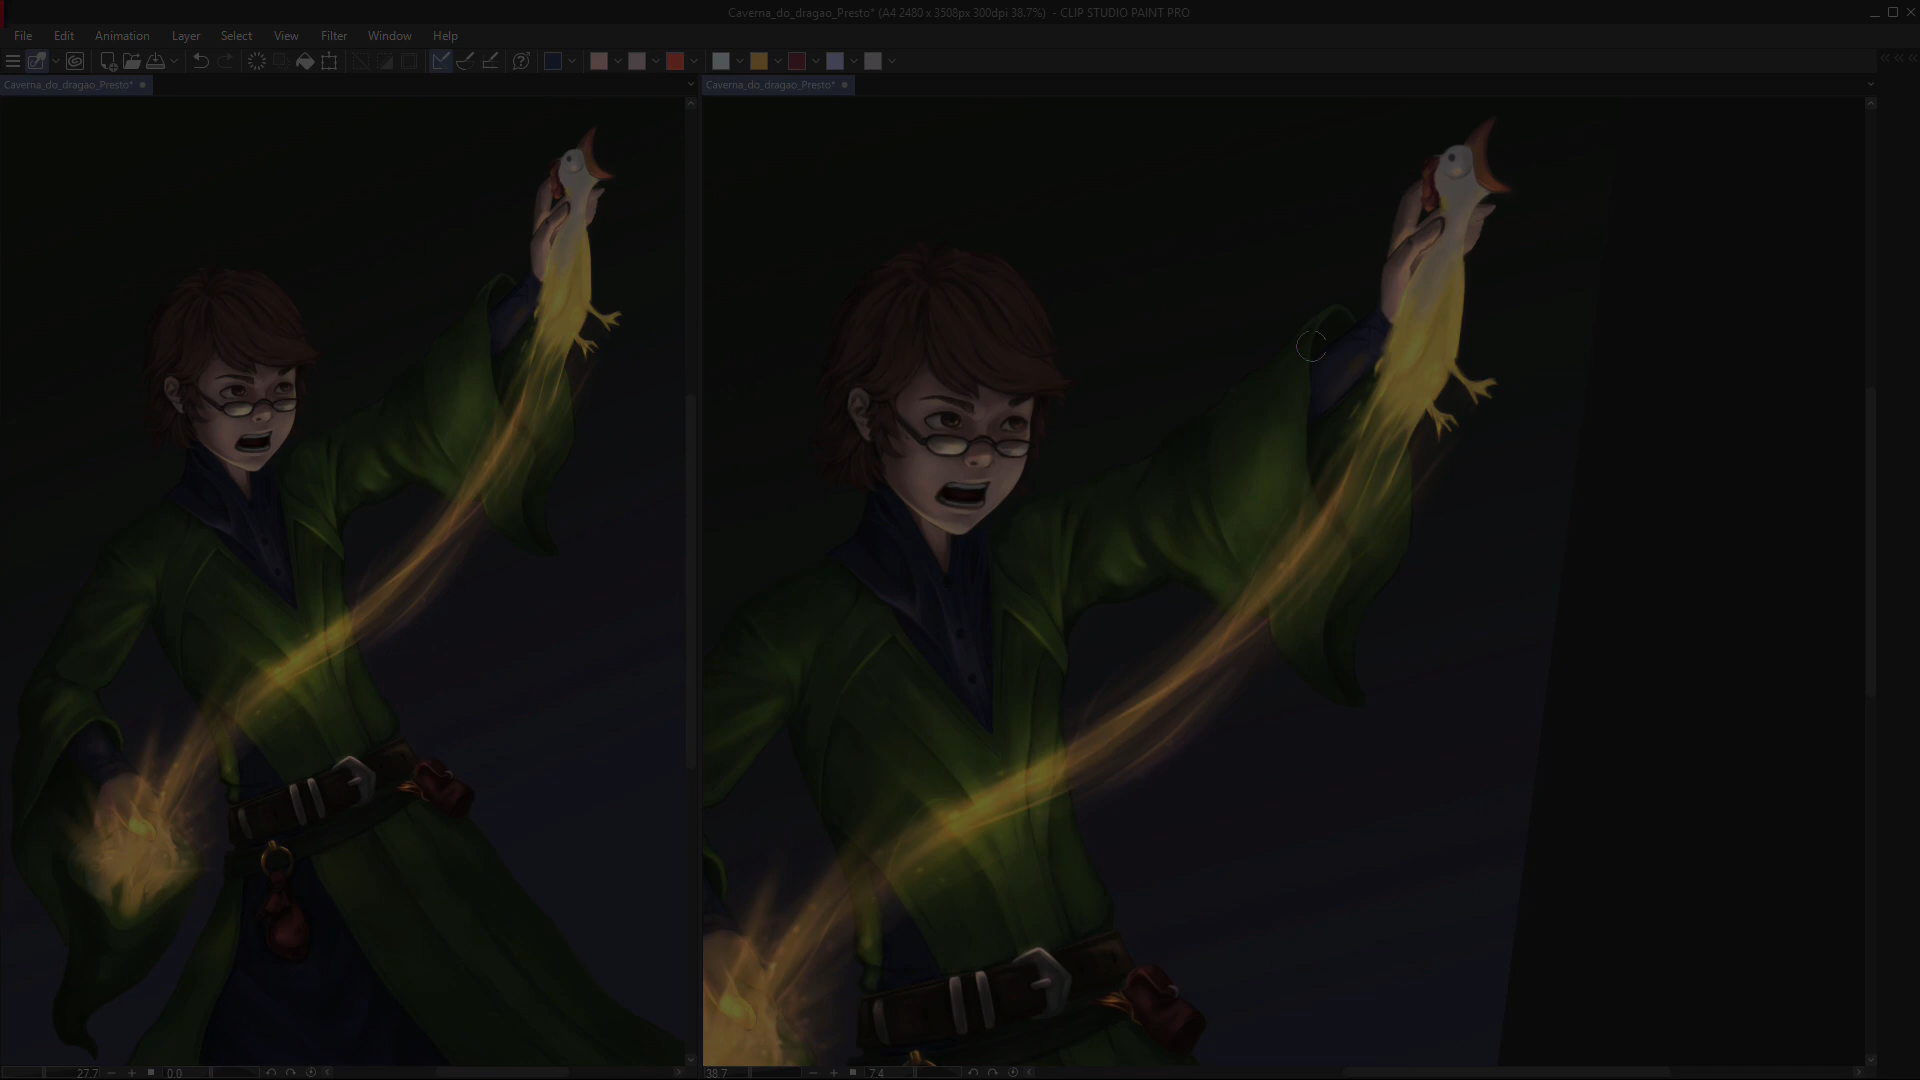 Caverna_do_dragao_Presto* (A4 2480 x 3508px 300dpi 38.7%) - CLIP STUDIO PAINT PRO
File Edit Animation Layer Select View Filter Window Help
Caverna_do_dragao_Presto*
Caverna_do_dragao_Presto*
27.7 0.0
38.7 7.4